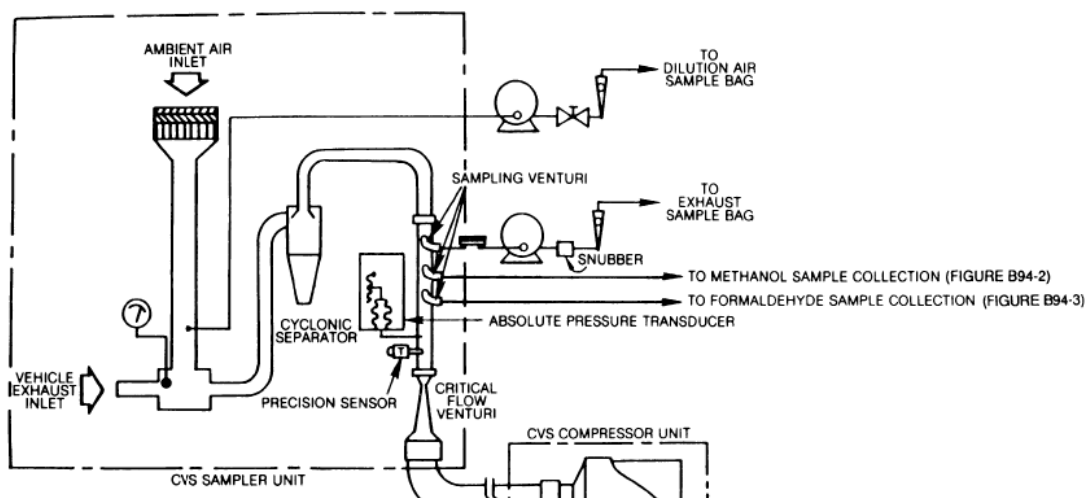 AMBIENT AIR
INLET
TO
DILUTION AIR
SAMPLE BAG
SAMPLING VENTURI
TO
EXHAUST
SAMPLE BAG
SNUBBER
TO METHANOL SAMPLE COLLECTION (FIGURE B94-2)
TO FORMALDEHYDE SAMPLE COLLECTION (FIGURE B94-3)
CYCLONIC
SEPARATOR
ABSOLUTE PRESSURE TRANSDUCER
T
VEHICLE
EXHAUST
INLET
PRECISION SENSOR
CRITICAL
FLOW
VENTURI
CVS COMPRESSOR UNIT
CVS SAMPLER UNIT